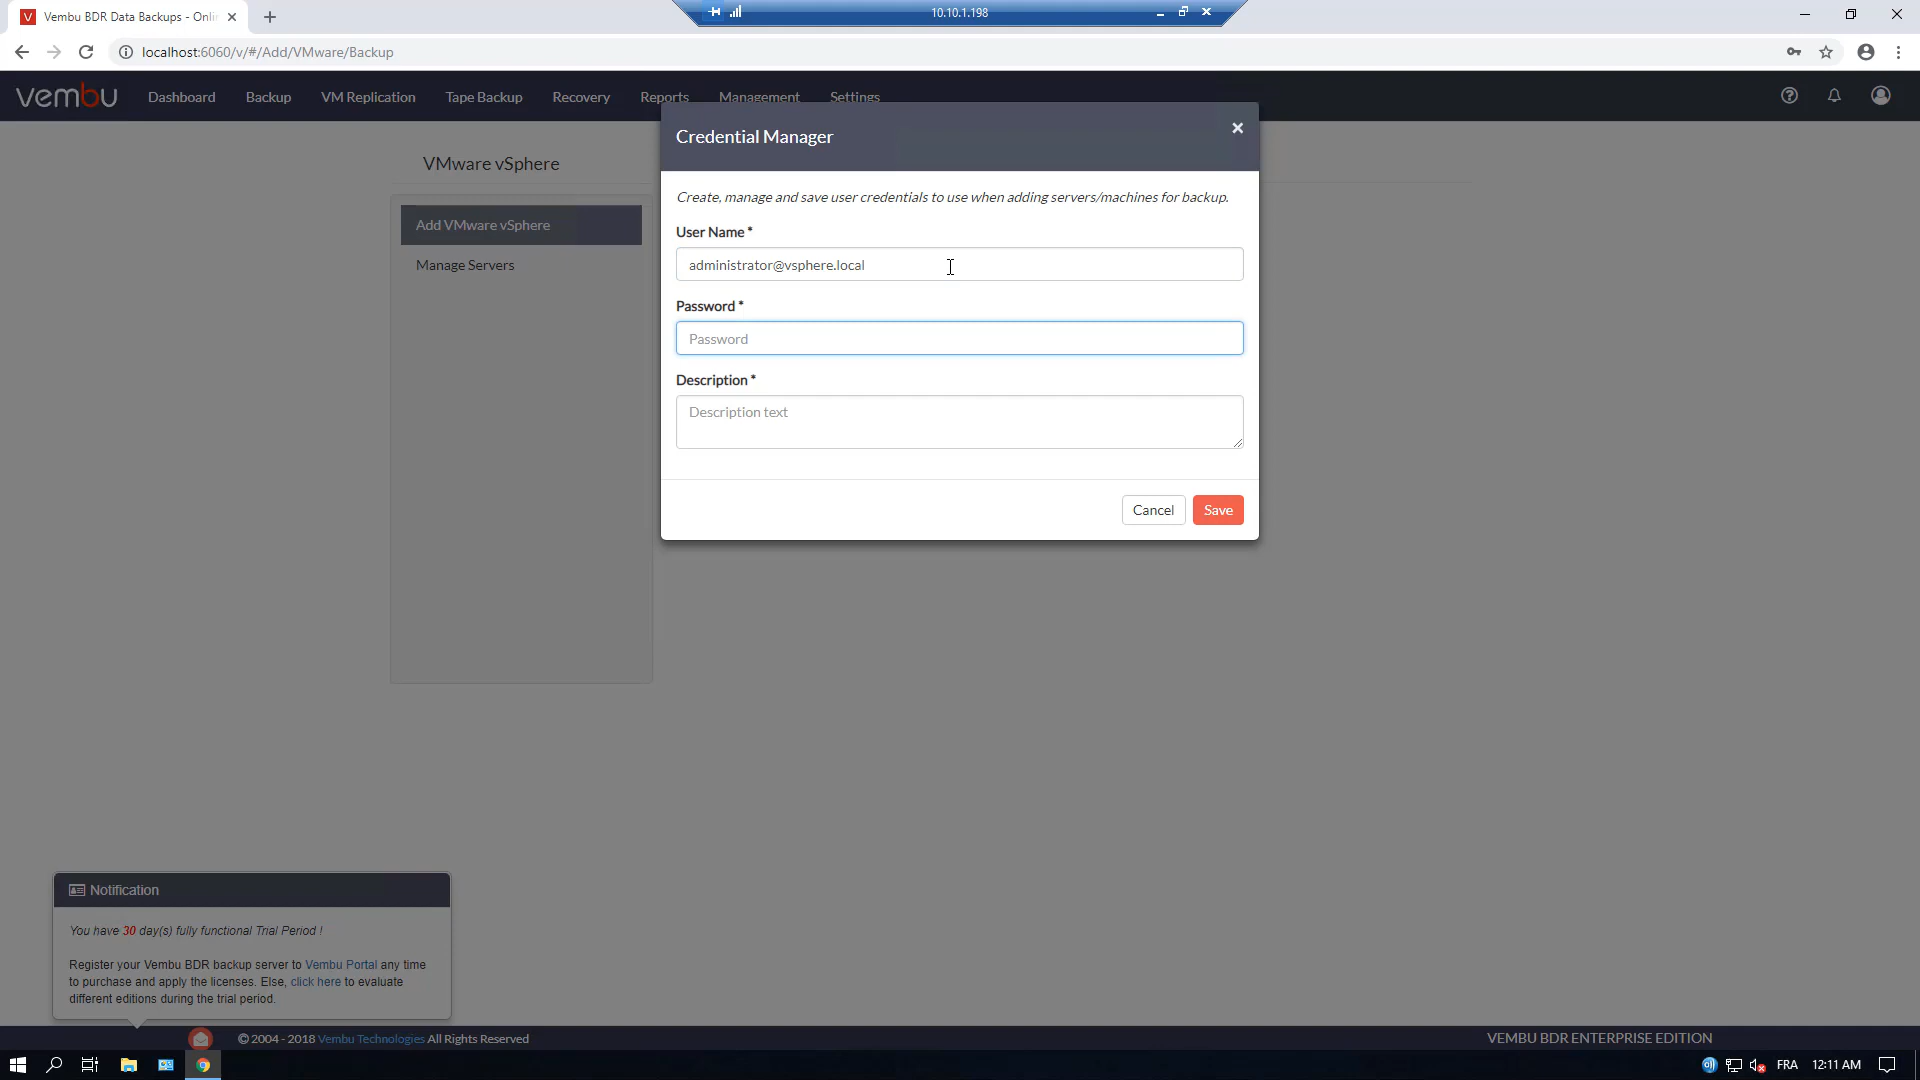 Vembu BDR Data Backups - Onli
10.10.1.198
localhost:6060/v/#/Add/VMware/Backup
vembu
Dashboard
Backup
VM Replication
Tape Backup
Recovery
Reports
Management
Settings
VMware vSphere
Add VMware vSphere
Manage Servers
Credential Manager
Create, manage and save user credentials to use when adding servers/machines for backup.
User Name *
administrator@vsphere.local
Password *
Password
Description *
Description text
Cancel
Save
Notification
You have 30 day(s) fully functional Trial Period !
Register your Vembu BDR backup server to Vembu Portal any time
to purchase and apply the licenses. Else, click here to evaluate
different editions during the trial period.
© 2004 - 2018 Vembu Technologies All Rights Reserved
VEMBU BDR ENTERPRISE EDITION
FRA
12:11 AM